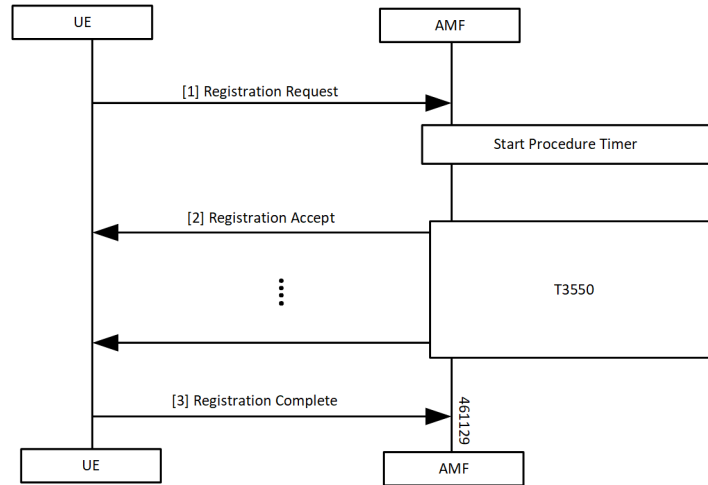 UE
AMF
[1] Registration Request
Start Procedure Timer
[2] Registration Accept
T3550
[3] Registration Complete
461129
UE
AMF